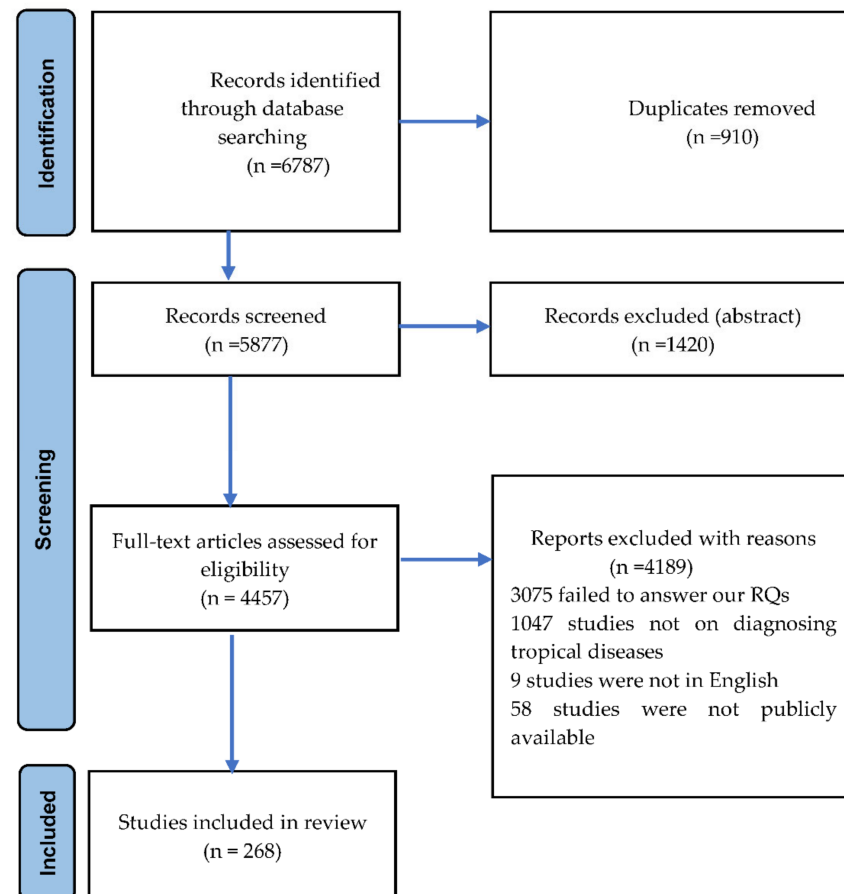 Identification
Records identified
through database
searching
(n =6787)
Duplicates removed
(n =910)
Screening
Records screened
(n =5877)
Records excluded (abstract)
(n =1420)
Full-text articles assessed for
eligibility
(n = 4457)
Reports excluded with reasons
(n =4189)
3075 failed to answer our RQs
1047 studies not on diagnosing
tropical diseases
9 studies were not in English
58 studies were not publicly
available
Included
Studies included in review
(n = 268)